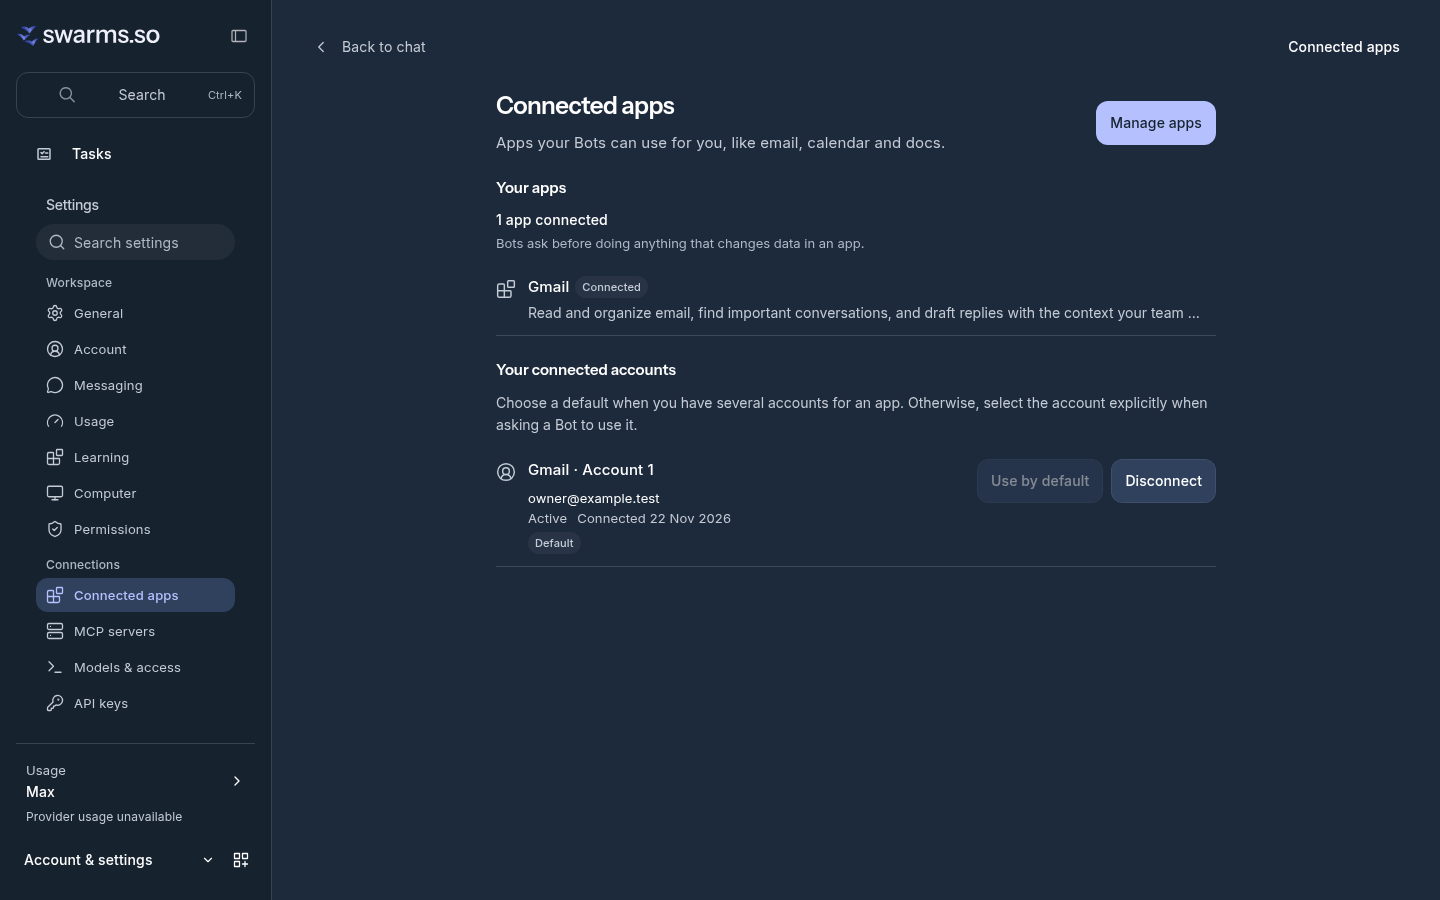 swarms.so
Search
Ctrl+K
Tasks
Settings
Search settings
Workspace
General
Account
Messaging
Usage
Learning
Computer
Permissions
Connections
Connected apps
MCP servers
Models & access
API keys
Usage
Max
Provider usage unavailable
Account & settings
Back to chat
Connected apps
Connected apps
Apps your Bots can use for you, like email, calendar and docs.
Manage apps
Your apps
1 app connected
Bots ask before doing anything that changes data in an app.
Gmail Connected
Read and organize email, find important conversations, and draft replies with the context your team ...
Your connected accounts
Choose a default when you have several accounts for an app. Otherwise, select the account explicitly when
asking a Bot to use it.
Gmail · Account 1
owner@example.test
Active Connected 22 Nov 2026
Default
Use by default
Disconnect